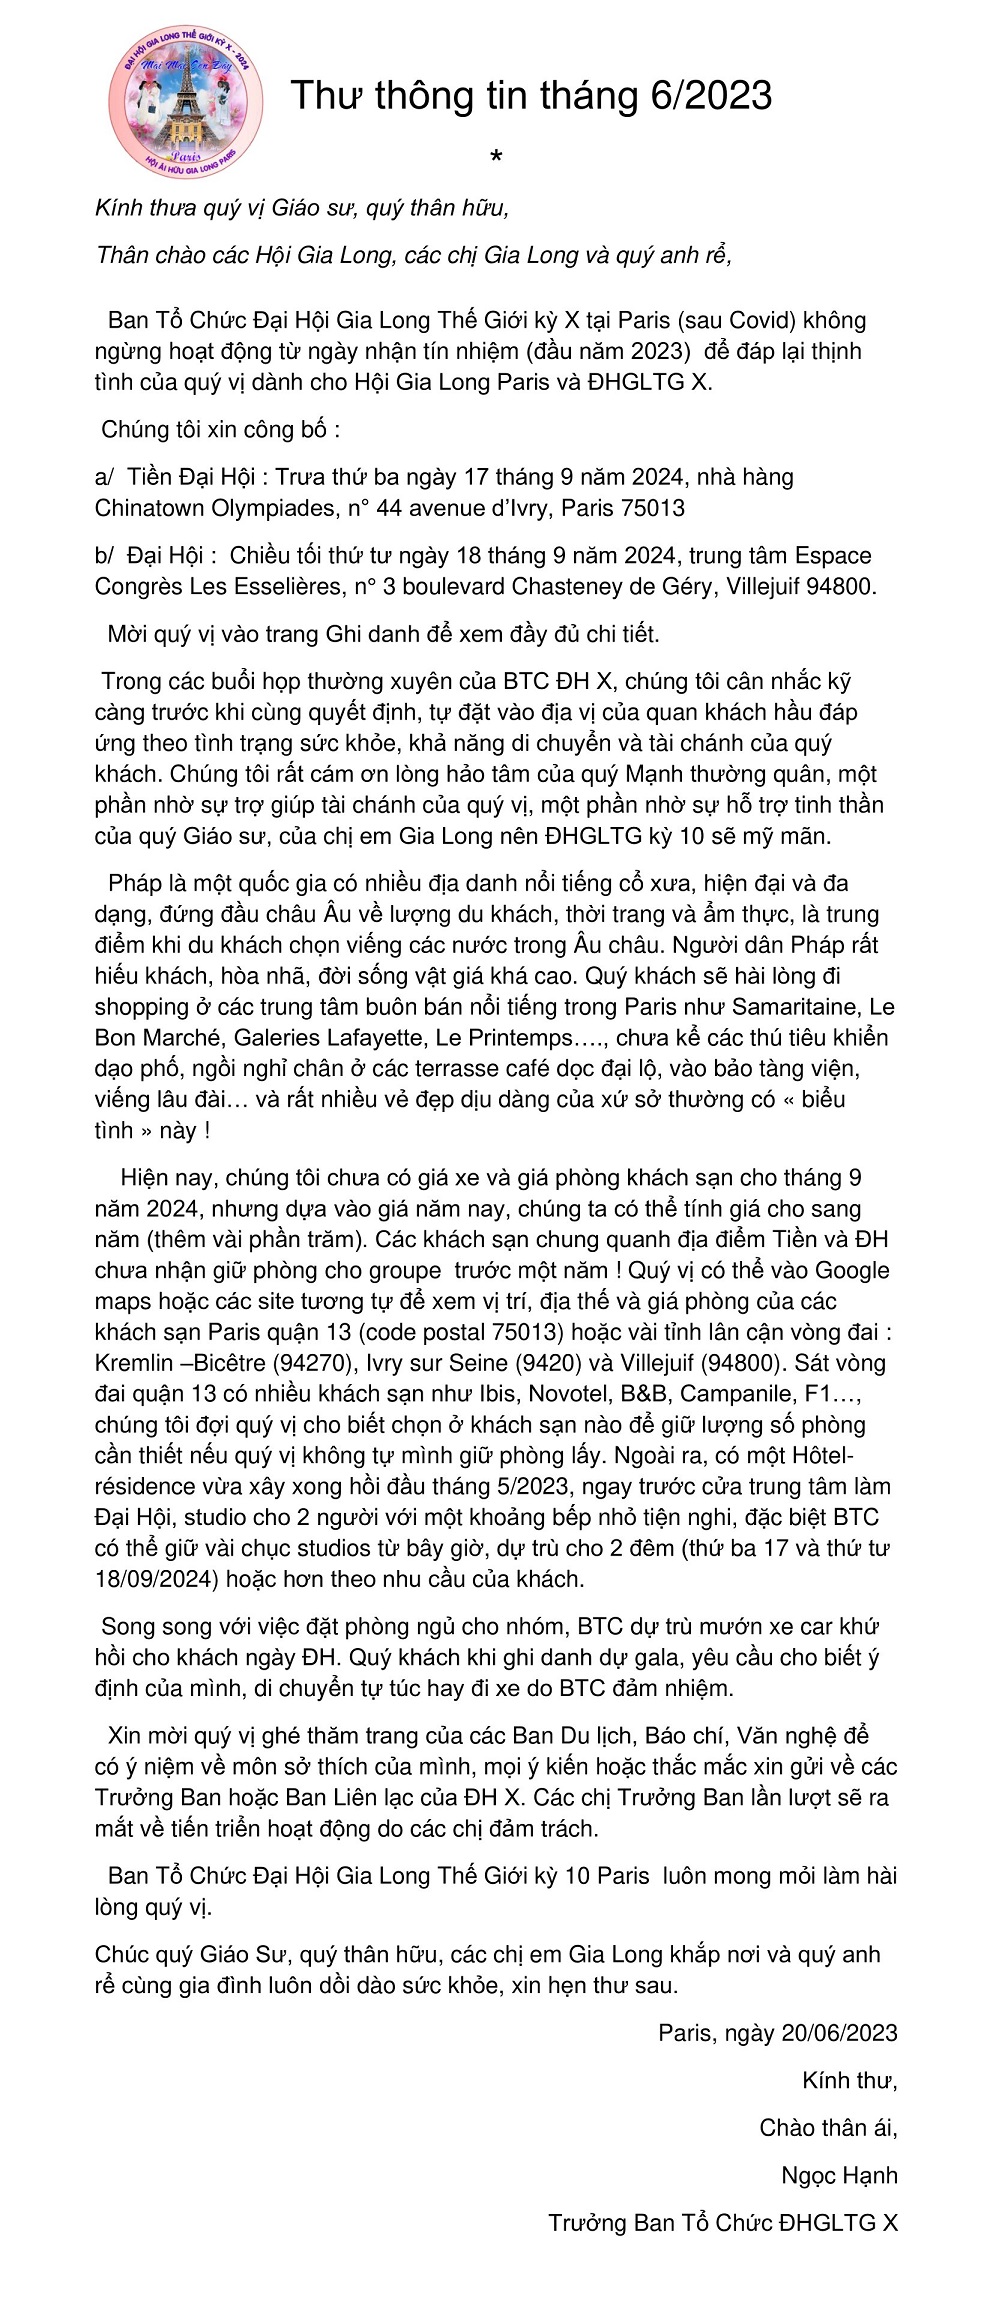 ĐẠI HỘI GIA LONG THẾ GIỚI KỲ X - 2024
Mãi Mãi Còn Đây
Paris
HỘI ÁI HỮU GIA LONG PARIS
Thư thông tin tháng 6/2023
*
Kính thưa quý vị Giáo sư, quý thân hữu,
Thân chào các Hội Gia Long, các chị Gia Long và quý anh rể,
Ban Tổ Chức Đại Hội Gia Long Thế Giới kỳ X tại Paris (sau Covid) không
ngừng hoạt động từ ngày nhận tín nhiệm (đầu năm 2023) để đáp lại thịnh
tình của quý vị dành cho Hội Gia Long Paris và ĐHGLTG X.
Chúng tôi xin công bố :
a/ Tiền Đại Hội : Trưa thứ ba ngày 17 tháng 9 năm 2024, nhà hàng
Chinatown Olympiades, n° 44 avenue d’Ivry, Paris 75013
b/ Đại Hội : Chiều tối thứ tư ngày 18 tháng 9 năm 2024, trung tâm Espace
Congrès Les Esselières, n° 3 boulevard Chasteney de Géry, Villejuif 94800.
Mời quý vị vào trang Ghi danh để xem đầy đủ chi tiết.
Trong các buổi họp thường xuyên của BTC ĐH X, chúng tôi cân nhắc kỹ
càng trước khi cùng quyết định, tự đặt vào địa vị của quan khách hầu đáp
ứng theo tình trạng sức khỏe, khả năng di chuyển và tài chánh của quý
khách. Chúng tôi rất cám ơn lòng hảo tâm của quý Mạnh thường quân, một
phần nhờ sự trợ giúp tài chánh của quý vị, một phần nhờ sự hỗ trợ tinh thần
của quý Giáo sư, của chị em Gia Long nên ĐHGLTG kỳ 10 sẽ mỹ mãn.
Pháp là một quốc gia có nhiều địa danh nổi tiếng cổ xưa, hiện đại và đa
dạng, đứng đầu châu Âu về lượng du khách, thời trang và ẩm thực, là trung
điểm khi du khách chọn viếng các nước trong Âu châu. Người dân Pháp rất
hiếu khách, hòa nhã, đời sống vật giá khá cao. Quý khách sẽ hài lòng đi
shopping ở các trung tâm buôn bán nổi tiếng trong Paris như Samaritaine, Le
Bon Marché, Galeries Lafayette, Le Printemps…., chưa kể các thú tiêu khiển
dạo phố, ngồi nghỉ chân ở các terrasse café dọc đại lộ, vào bảo tàng viện,
viếng lâu đài… và rất nhiều vẻ đẹp dịu dàng của xứ sở thường có « biểu
tình » này !
Hiện nay, chúng tôi chưa có giá xe và giá phòng khách sạn cho tháng 9
năm 2024, nhưng dựa vào giá năm nay, chúng ta có thể tính giá cho sang
năm (thêm vài phần trăm). Các khách sạn chung quanh địa điểm Tiền và ĐH
chưa nhận giữ phòng cho groupe trước một năm ! Quý vị có thể vào Google
maps hoặc các site tương tự để xem vị trí, địa thế và giá phòng của các
khách sạn Paris quận 13 (code postal 75013) hoặc vài tỉnh lân cận vòng đai :
Kremlin –Bicêtre (94270), Ivry sur Seine (9420) và Villejuif (94800). Sát vòng
đai quận 13 có nhiều khách sạn như Ibis, Novotel, B&B, Campanile, F1…,
chúng tôi đợi quý vị cho biết chọn ở khách sạn nào để giữ lượng số phòng
cần thiết nếu quý vị không tự mình giữ phòng lấy. Ngoài ra, có một Hôtel-
résidence vừa xây xong hồi đầu tháng 5/2023, ngay trước cửa trung tâm làm
Đại Hội, studio cho 2 người với một khoảng bếp nhỏ tiện nghi, đặc biệt BTC
có thể giữ vài chục studios từ bây giờ, dự trù cho 2 đêm (thứ ba 17 và thứ tư
18/09/2024) hoặc hơn theo nhu cầu của khách.
Song song với việc đặt phòng ngủ cho nhóm, BTC dự trù mướn xe car khứ
hồi cho khách ngày ĐH. Quý khách khi ghi danh dự gala, yêu cầu cho biết ý
định của mình, di chuyển tự túc hay đi xe do BTC đảm nhiệm.
Xin mời quý vị ghé thăm trang của các Ban Du lịch, Báo chí, Văn nghệ để
có ý niệm về môn sở thích của mình, mọi ý kiến hoặc thắc mắc xin gửi về các
Trưởng Ban hoặc Ban Liên lạc của ĐH X. Các chị Trưởng Ban lần lượt sẽ ra
mắt về tiến triển hoạt động do các chị đảm trách.
Ban Tổ Chức Đại Hội Gia Long Thế Giới kỳ 10 Paris luôn mong mỏi làm hài
lòng quý vị.
Chúc quý Giáo Sư, quý thân hữu, các chị em Gia Long khắp nơi và quý anh
rể cùng gia đình luôn dồi dào sức khỏe, xin hẹn thư sau.
Paris, ngày 20/06/2023
Kính thư,
Chào thân ái,
Ngọc Hạnh
Trưởng Ban Tổ Chức ĐHGLTG X